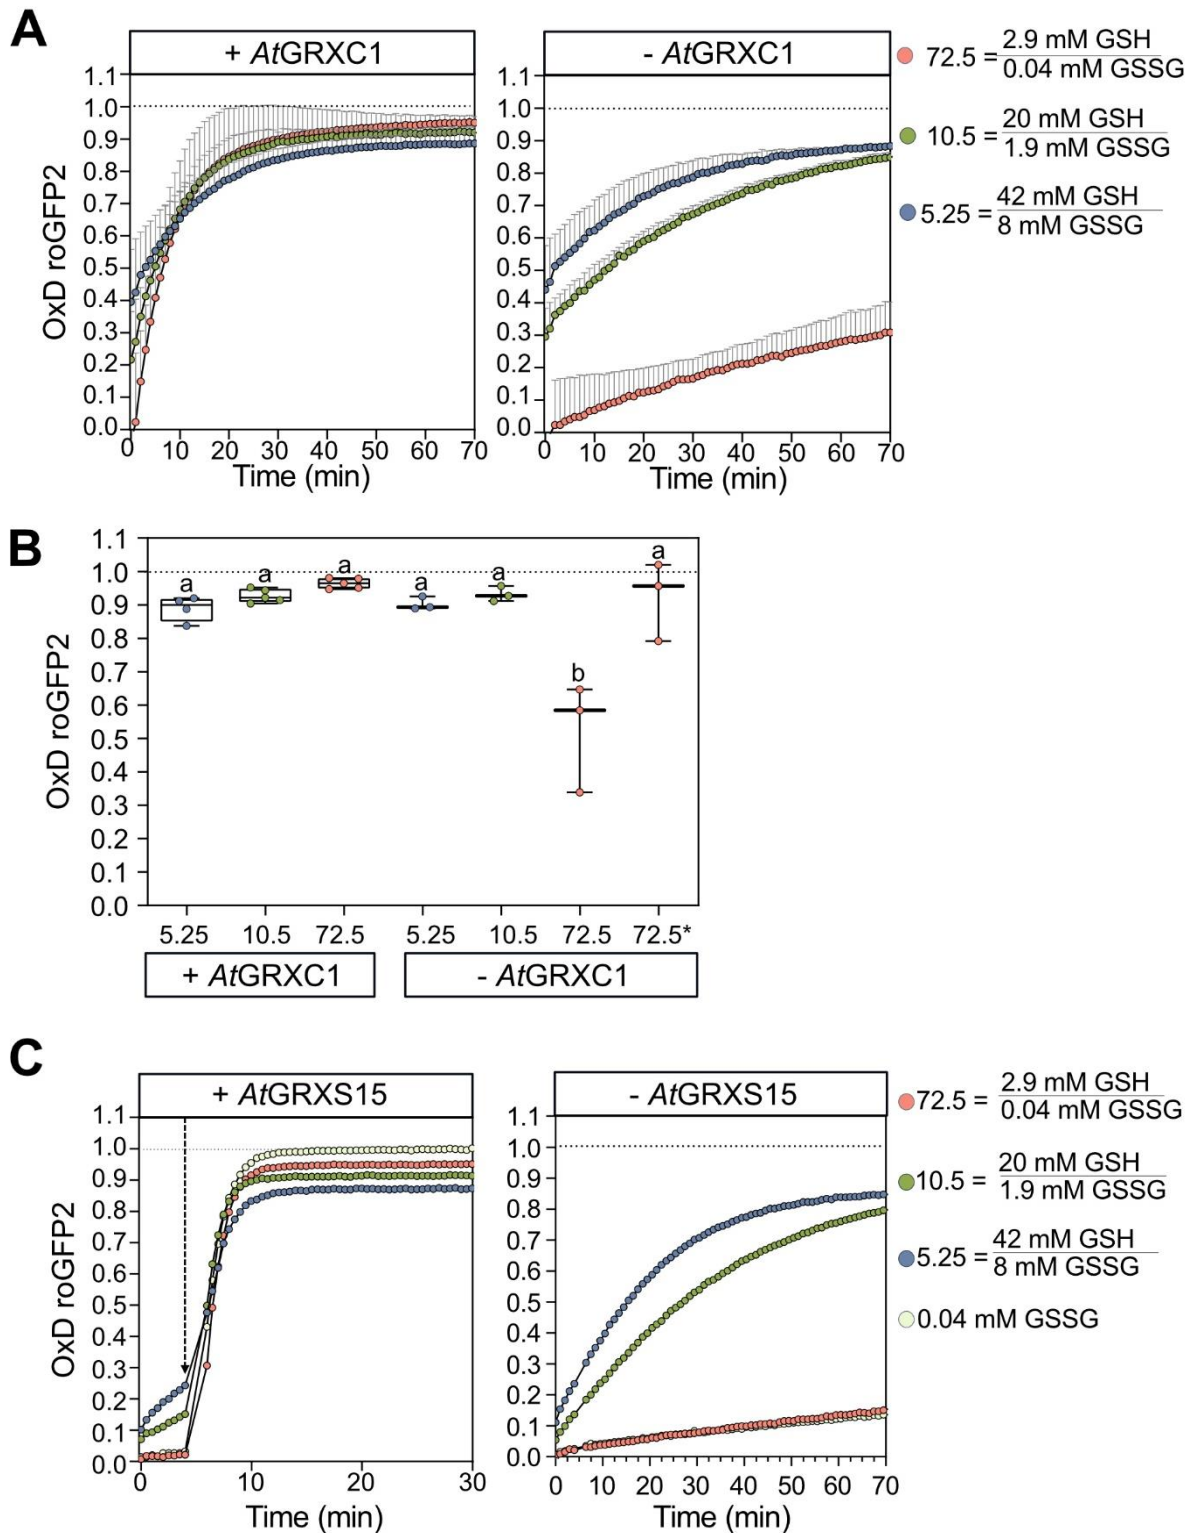 A
+ AtGRXC1
- AtGRXC1
OxD roGFP2
1.1
1.0
0.9
0.8
0.7
0.6
0.5
0.4
0.3
0.2
0.1
0.0
0 10 20 30 40 50 60 70
Time (min)
1.1
1.0
0.9
0.8
0.7
0.6
0.5
0.4
0.3
0.2
0.1
0.0
0 10 20 30 40 50 60 70
Time (min)
72.5 = 2.9 mM GSH
0.04 mM GSSG
10.5 = 20 mM GSH
1.9 mM GSSG
5.25 = 42 mM GSH
8 mM GSSG
B
OxD roGFP2
1.1
1.0
0.9
0.8
0.7
0.6
0.5
0.4
0.3
0.2
0.1
0.0
a a a a a b a
5.25 10.5 72.5 5.25 10.5 72.5 72.5*
+ AtGRXC1
- AtGRXC1
C
+ AtGRXS15
- AtGRXS15
OxD roGFP2
1.1
1.0
0.9
0.8
0.7
0.6
0.5
0.4
0.3
0.2
0.1
0.0
0 10 20 30
Time (min)
1.1
1.0
0.9
0.8
0.7
0.6
0.5
0.4
0.3
0.2
0.1
0.0
0 10 20 30 40 50 60 70
Time (min)
72.5 = 2.9 mM GSH
0.04 mM GSSG
10.5 = 20 mM GSH
1.9 mM GSSG
5.25 = 42 mM GSH
8 mM GSSG
0.04 mM GSSG